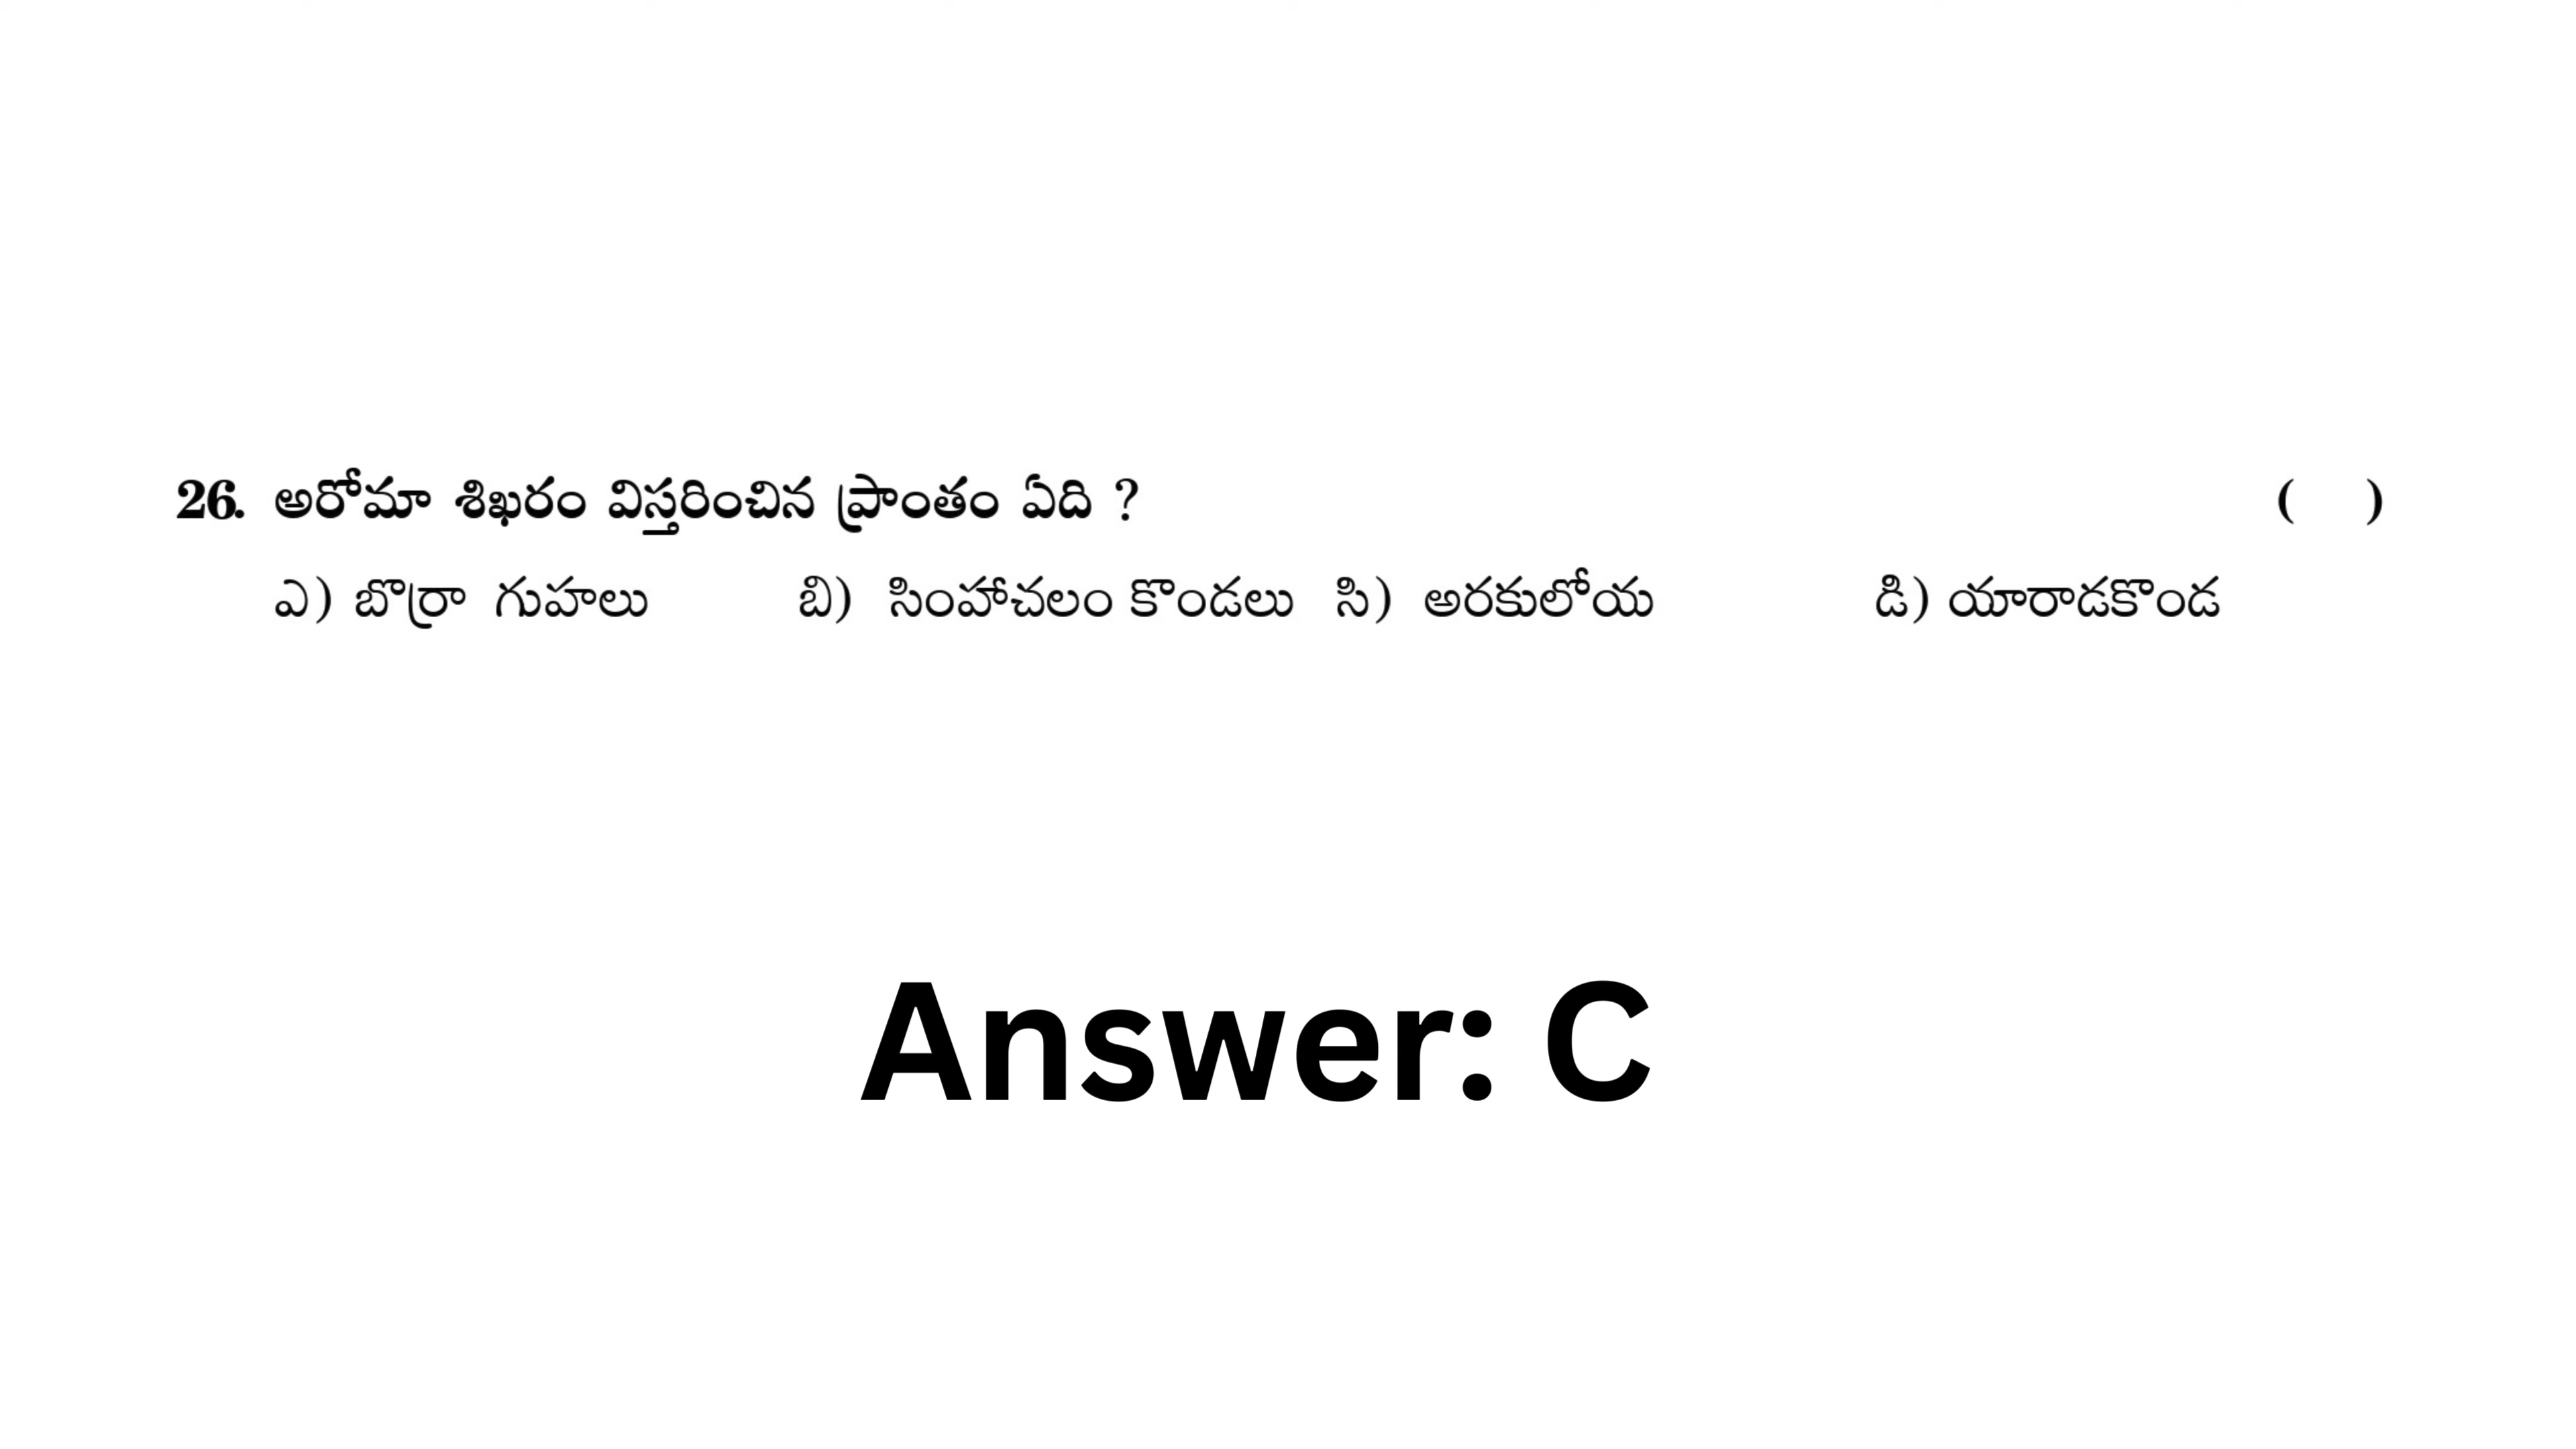 26. అరోమా శిఖరం విస్తరించిన ప్రాంతం ఏది ? ( )
ఎ) బొర్రా గుహలు బి) సింహాచలం కొండలు సి) అరకులోయ డి) యారాడకొండ
Answer: C